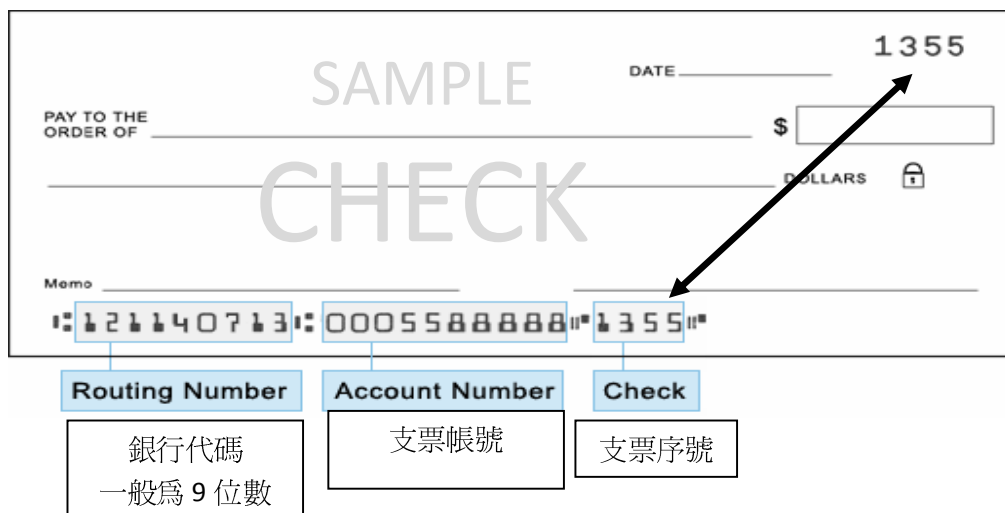 1355
SAMPLE
DATE
PAY TO THE
ORDER OF
$
CHECK
DOLLARS
Memo
⑆121140713⑆ 0005588888⑈ 1355⑈
Routing Number Account Number Check
銀行代碼
一般爲 9 位數
支票帳號
支票序號